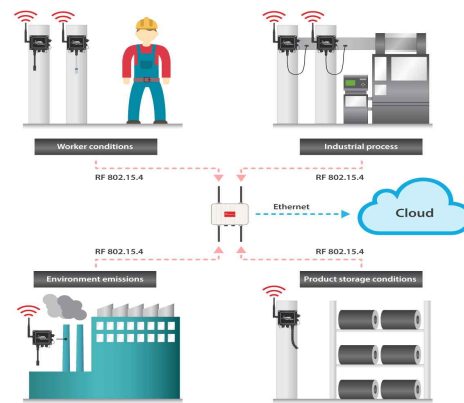 Worker conditions
Industrial process
RF 802.15.4
RF 802.15.4
Ethernet
Cloud
RF 802.15.4
RF 802.15.4
Environment emissions
Product storage conditions